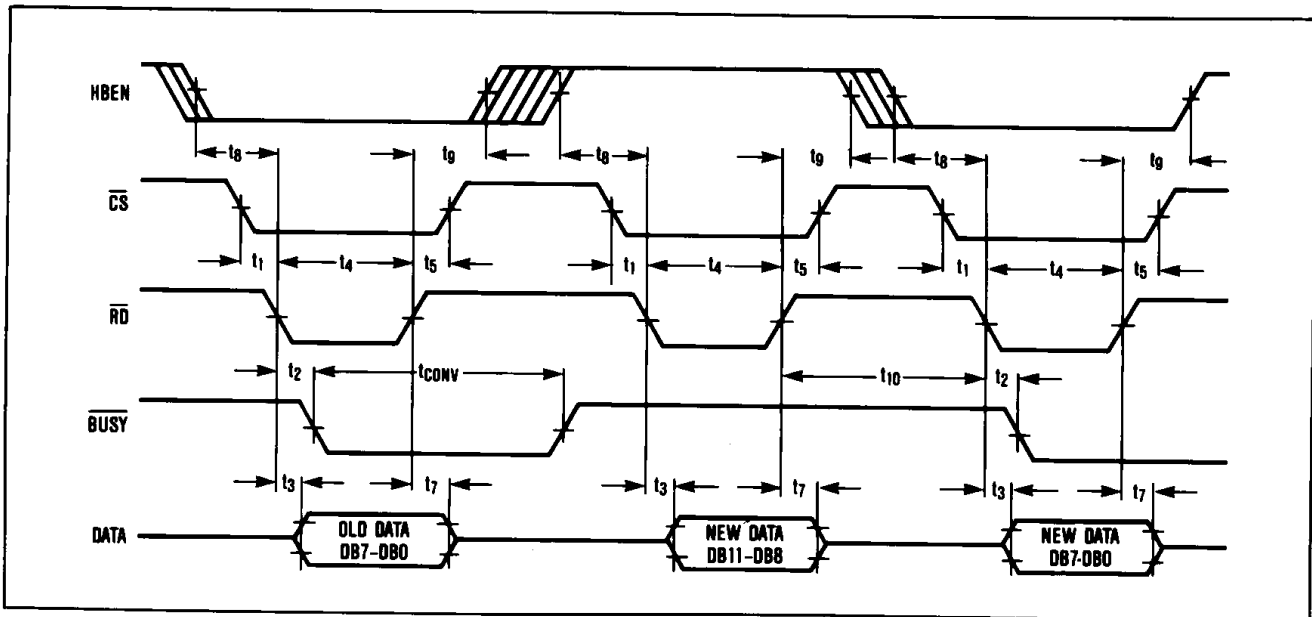 HBEN
t8 t9 t8 t9 t8 t9
CS
t1 t4 t5 t1 t4 t5 t1 t4 t5
RD
t2 tCONV t10 t2
BUSY
t3 t7 t3 t7 t3 t7
DATA
OLD DATA
DB7-DB0
NEW DATA
DB11-DB8
NEW DATA
DB7-DB0